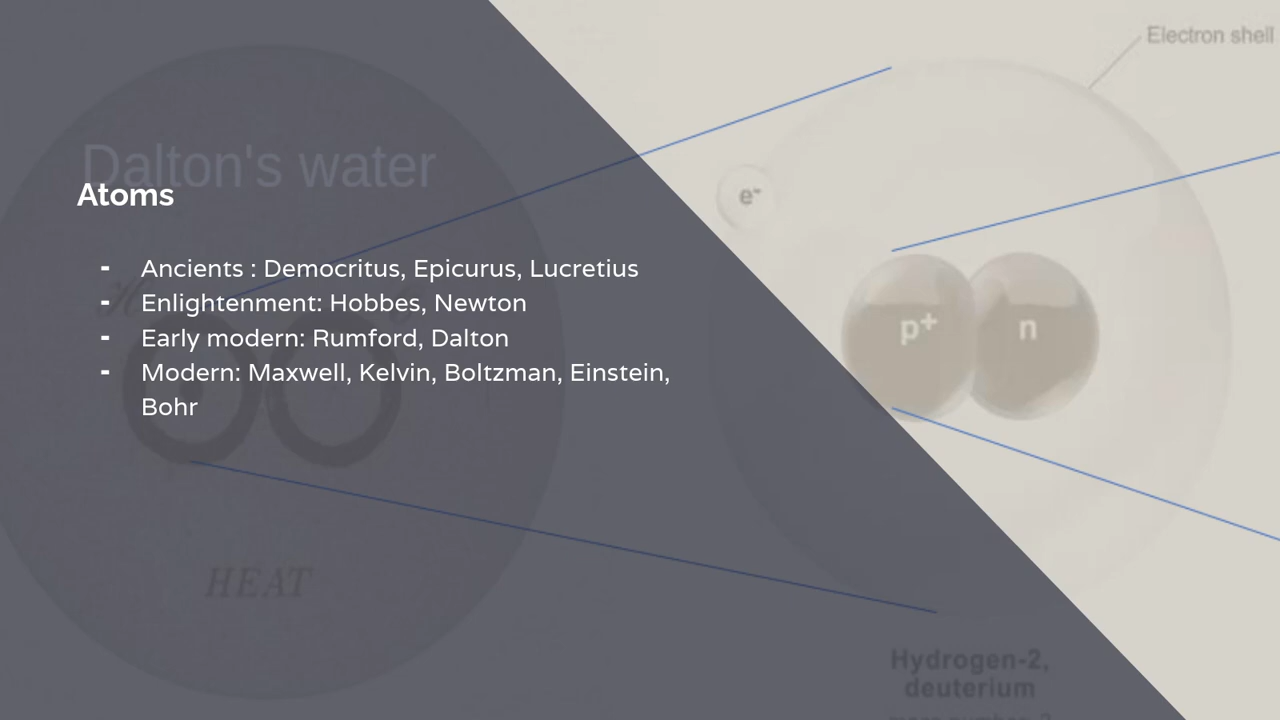 Electron shell
Dalton's water
Atoms
e-
- Ancients : Democritus, Epicurus, Lucretius
- Enlightenment: Hobbes, Newton
- Early modern: Rumford, Dalton
- Modern: Maxwell, Kelvin, Boltzman, Einstein,
Bohr
p+
n
HEAT
Hydrogen-2,
deuterium